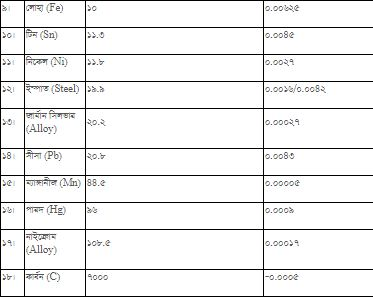 ৯। লোহা (Fe) ১০ ০.০০৬২৫
১০। টিন (Sn) ১১.৩ ০.০০৪৫
১১। নিকেল (Ni) ১১.৮ ০.০০২৭
১২। ইস্পাত (Steel) ১৯.৯ ০.০০১৬/০.০০৪২
১৩। জার্মান সিলভার (Alloy) ২০.২ ০.০০০২৭
১৪। সীসা (Pb) ২০.৮ ০.০০৪৩
১৫। ম্যাঙ্গানীজ (Mn) ৪৪.৫ ০.০০০০৫
১৬। পারদ (Hg) ৯৬ ০.০০০৯
১৭। নাইক্রোম (Alloy) ১০৮.৫ ০.০০০১৭
১৮। কার্বন (C) ৭০০০ -০.০০০৫